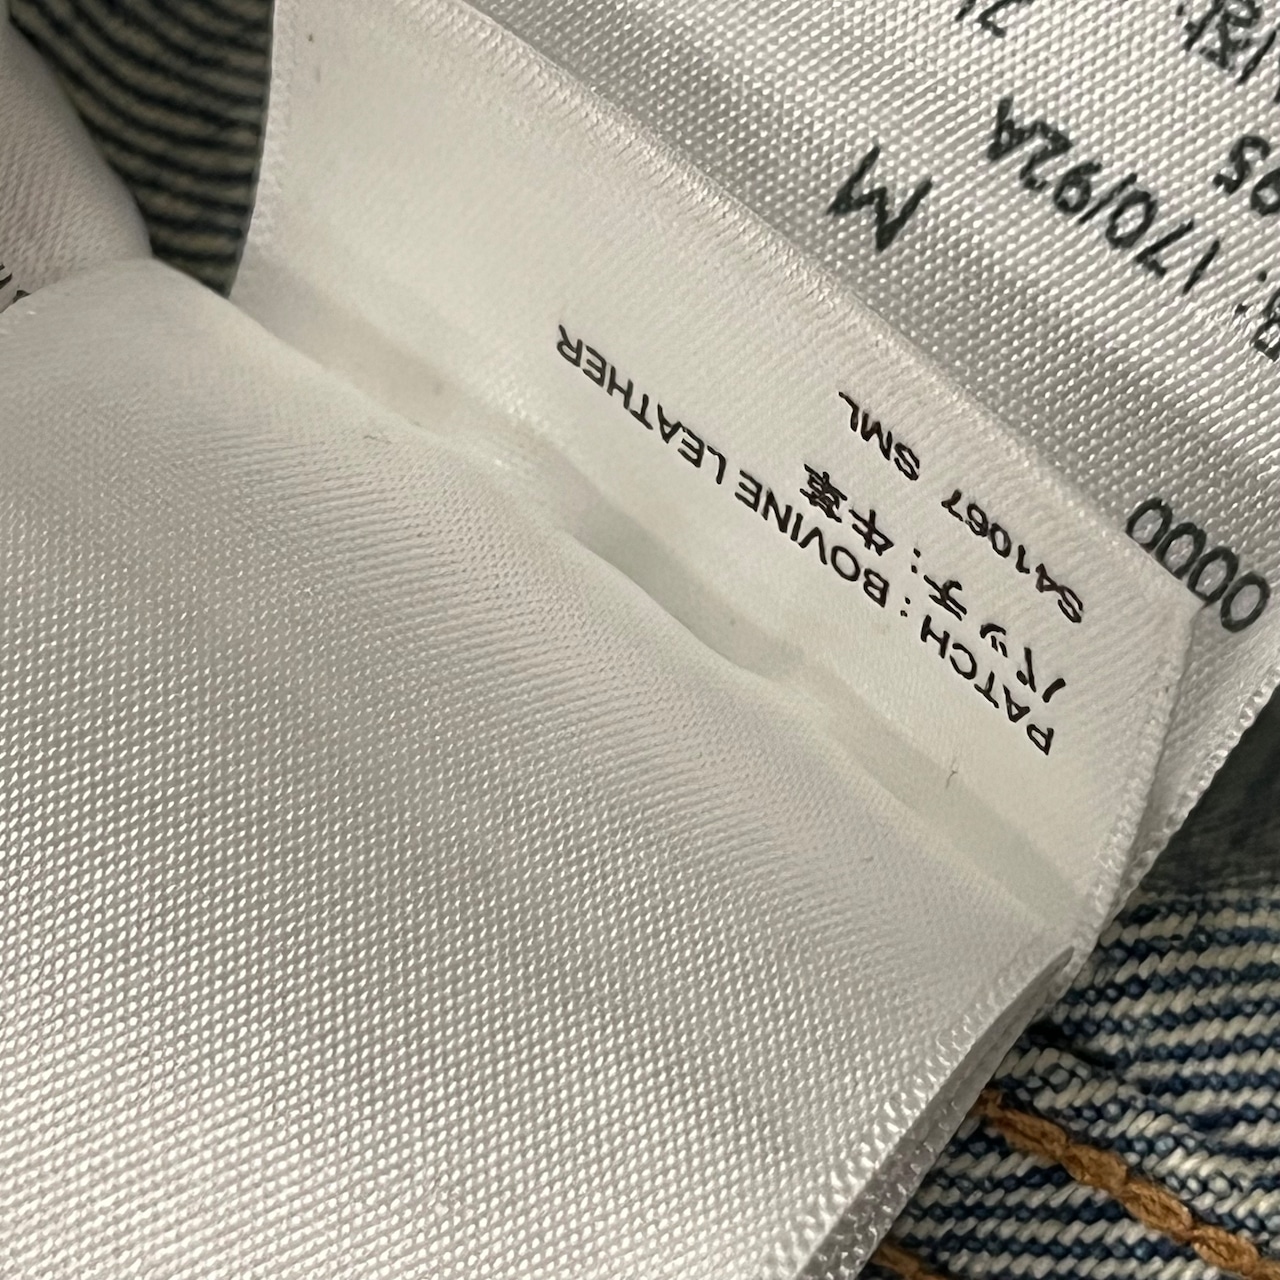 PATCH : BOVINE LEATHER
パッチ : 牛革
SA1067 SML
0000
170/92A
M